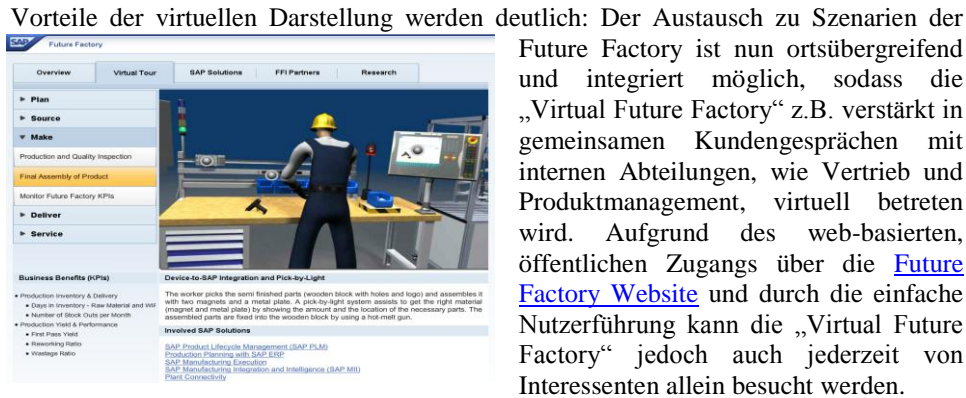 Vorteile der virtuellen Darstellung werden deutlich: Der Austausch zu Szenarien der
SAP Future Factory
Overview Virtual Tour SAP Solutions FFI Partners Research
Plan
Source
Make
Production and Quality Inspection
Final Assembly of Product
Monitor Future Factory KPIs
Deliver
Service
Business Benefits (KPIs)
• Production Inventory & Delivery
• Days in Inventory - Raw Material and WIF
• Number of Stock Outs per Month
• Production Yield & Performance
• First Pass Yield
• Reworking Ratio
• Wastage Ratio
Device-to-SAP Integration and Pick-by-Light
The worker picks the semi finished parts (wooden block with holes and logo) and assembles it
with two magnets and a metal plate. A pick-by-light system assists to get the right material
(magnet and metal plate) by showing the amount and the location of the necessary parts. The
assembled parts are fixed into the wooden block by using a hot-melt gun.
Involved SAP Solutions
SAP Product Lifecycle Management (SAP PLM)
Production Planning with SAP ERP
SAP Manufacturing Execution
SAP Manufacturing Integration and Intelligence (SAP MII)
Plant Connectivity
Future Factory ist nun ortsübergreifend
und integriert möglich, sodass die
„Virtual Future Factory“ z.B. verstärkt in
gemeinsamen Kundengesprächen mit
internen Abteilungen, wie Vertrieb und
Produktmanagement, virtuell betreten
wird. Aufgrund des web-basierten,
öffentlichen Zugangs über die Future
Factory Website und durch die einfache
Nutzerführung kann die „Virtual Future
Factory“ jedoch auch jederzeit von
Interessenten allein besucht werden.